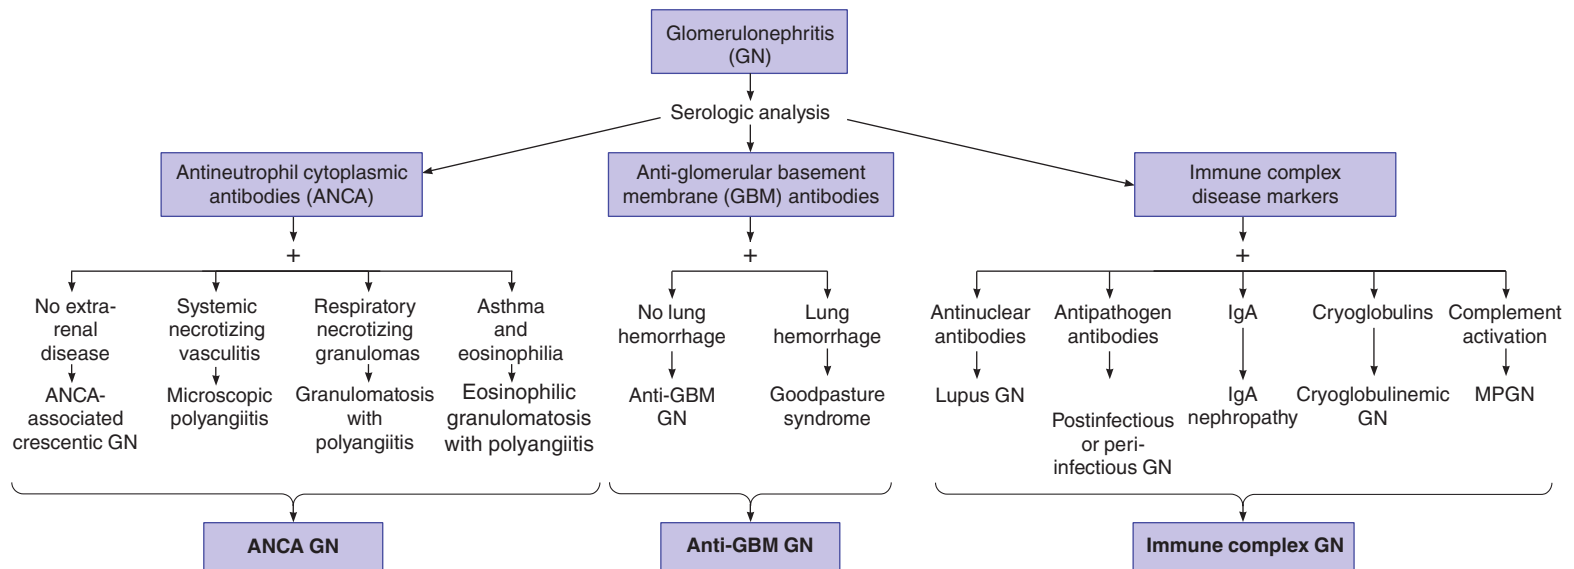 Glomerulonephritis
(GN)
Serologic analysis
Antineutrophil cytoplasmic
antibodies (ANCA)
Anti-glomerular basement
membrane (GBM) antibodies
Immune complex
disease markers
+
+
+
No extra-
renal
disease
Systemic
necrotizing
vasculitis
Respiratory
necrotizing
granulomas
Asthma
and
eosinophilia
No lung
hemorrhage
Lung
hemorrhage
Antinuclear
antibodies
Antipathogen
antibodies
IgA
Cryoglobulins
Complement
activation
ANCA-
associated
crescentic GN
Microscopic
polyangiitis
Granulomatosis
with
polyangiitis
Eosinophilic
granulomatosis
with polyangiitis
Anti-GBM
GN
Goodpasture
syndrome
Lupus GN
Postinfectious
or peri-
infectious GN
IgA
nephropathy
Cryoglobulinemic
GN
MPGN
ANCA GN
Anti-GBM GN
Immune complex GN